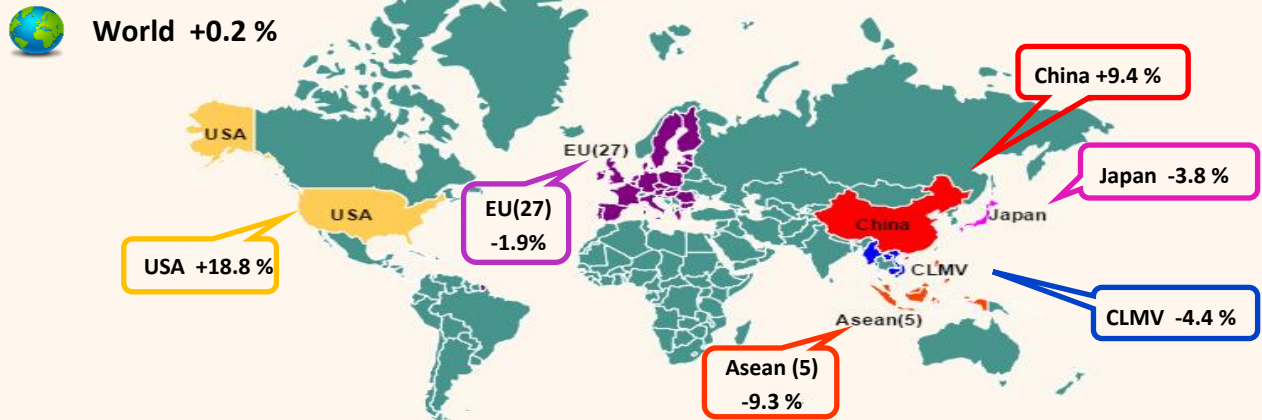 World +0.2 %
China +9.4 %
USA
EU(27)
Japan -3.8 %
EU(27)
-1.9%
USA
China
Japan
USA +18.8 %
CLMV
CLMV -4.4 %
Asean(5)
Asean (5)
-9.3 %